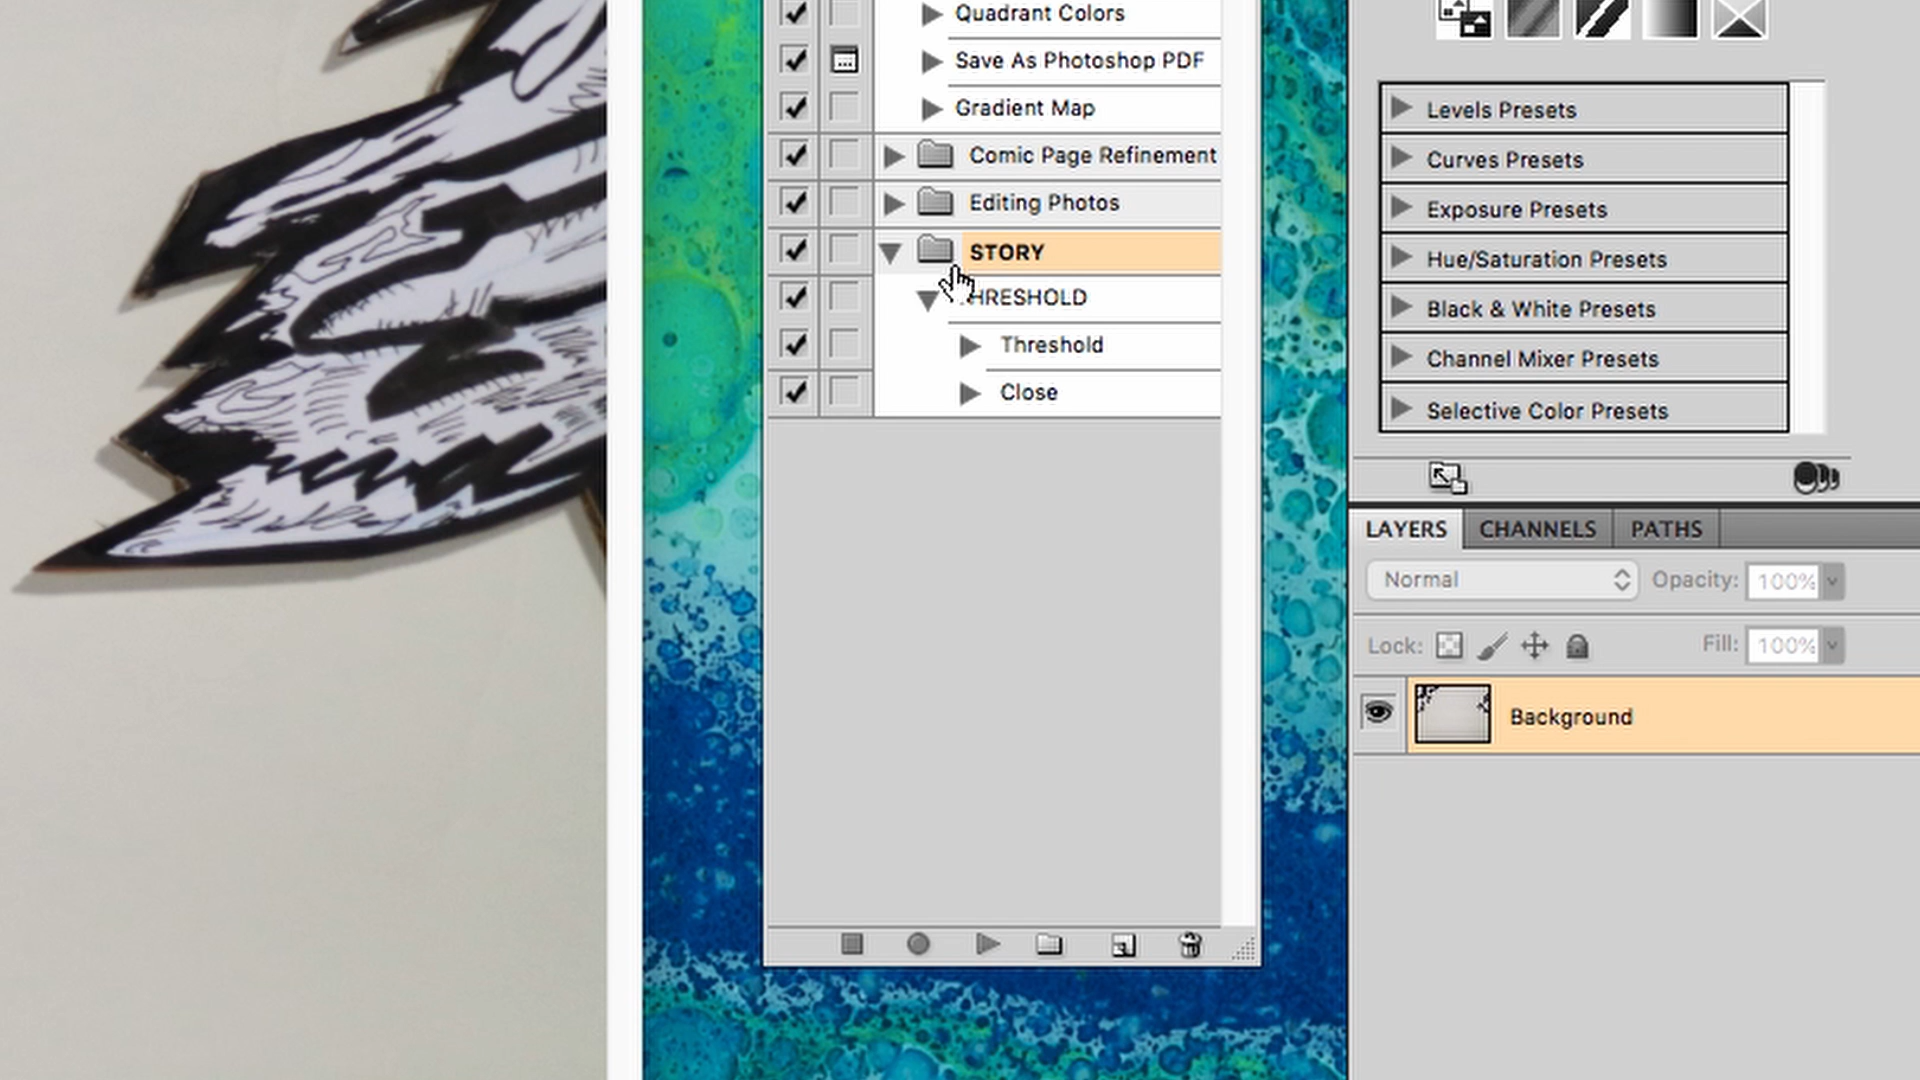 Quadrant Colors
Save As Photoshop PDF
Gradient Map
Comic Page Refinement
Editing Photos
STORY
HRESHOLD
Threshold
Close
Levels Presets
Curves Presets
Exposure Presets
Hue/Saturation Presets
Black & White Presets
Channel Mixer Presets
Selective Color Presets
LAYERS CHANNELS PATHS
Normal Opacity: 100%
Lock: Fill: 100%
Background